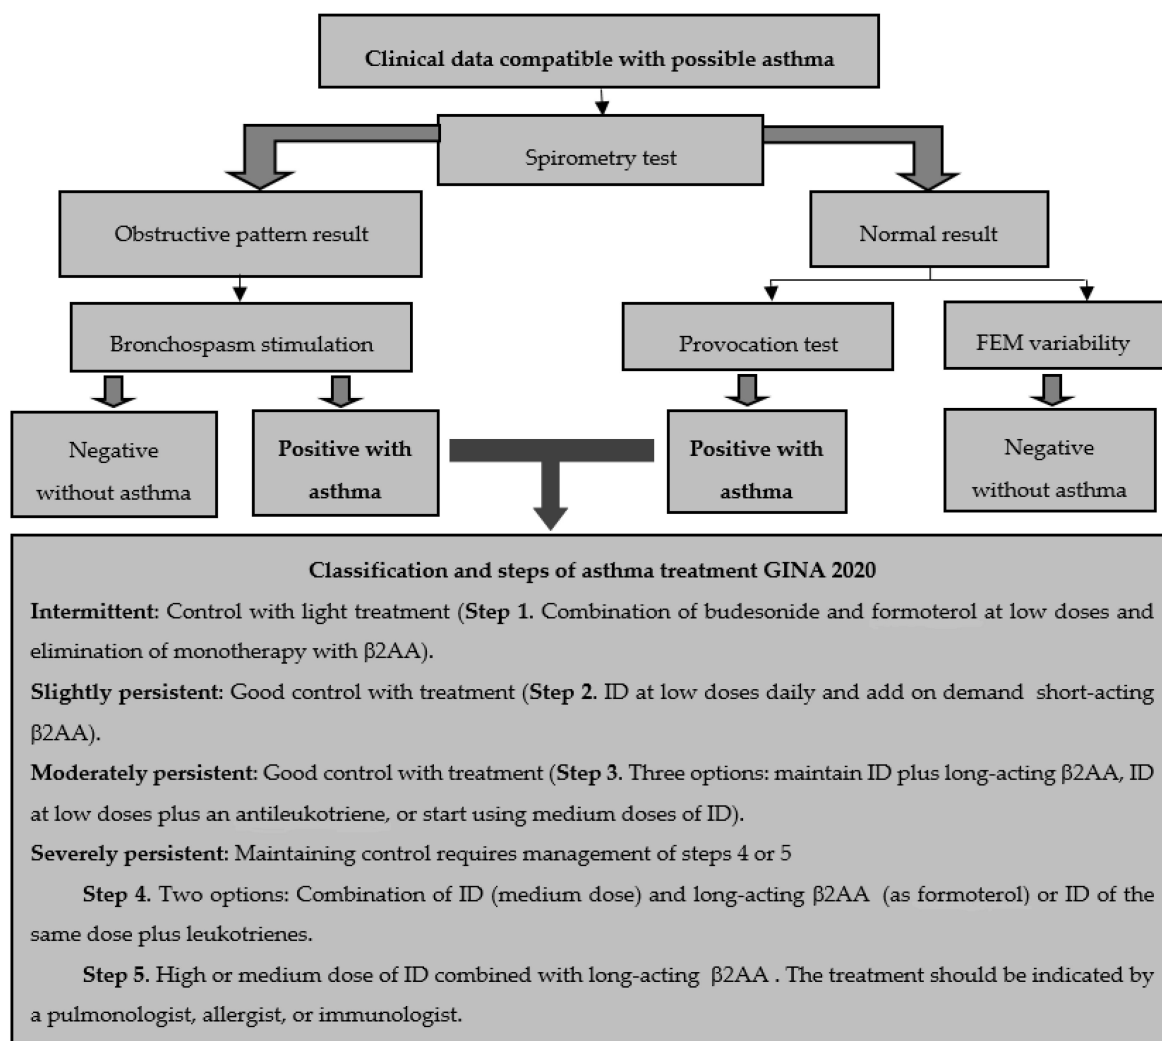 Clinical data compatible with possible asthma
Spirometry test
Obstructive pattern result
Normal result
Bronchospasm stimulation
Provocation test
FEM variability
Negative
without asthma
Positive with
asthma
Positive with
asthma
Negative
without asthma
Classification and steps of asthma treatment GINA 2020
Intermittent: Control with light treatment (Step 1. Combination of budesonide and formoterol at low doses and
elimination of monotherapy with β2AA).
Slightly persistent: Good control with treatment (Step 2. ID at low doses daily and add on demand short-acting
β2AA).
Moderately persistent: Good control with treatment (Step 3. Three options: maintain ID plus long-acting β2AA, ID
at low doses plus an antileukotriene, or start using medium doses of ID).
Severely persistent: Maintaining control requires management of steps 4 or 5
Step 4. Two options: Combination of ID (medium dose) and long-acting β2AA (as formoterol) or ID of the
same dose plus leukotrienes.
Step 5. High or medium dose of ID combined with long-acting β2AA . The treatment should be indicated by
a pulmonologist, allergist, or immunologist.